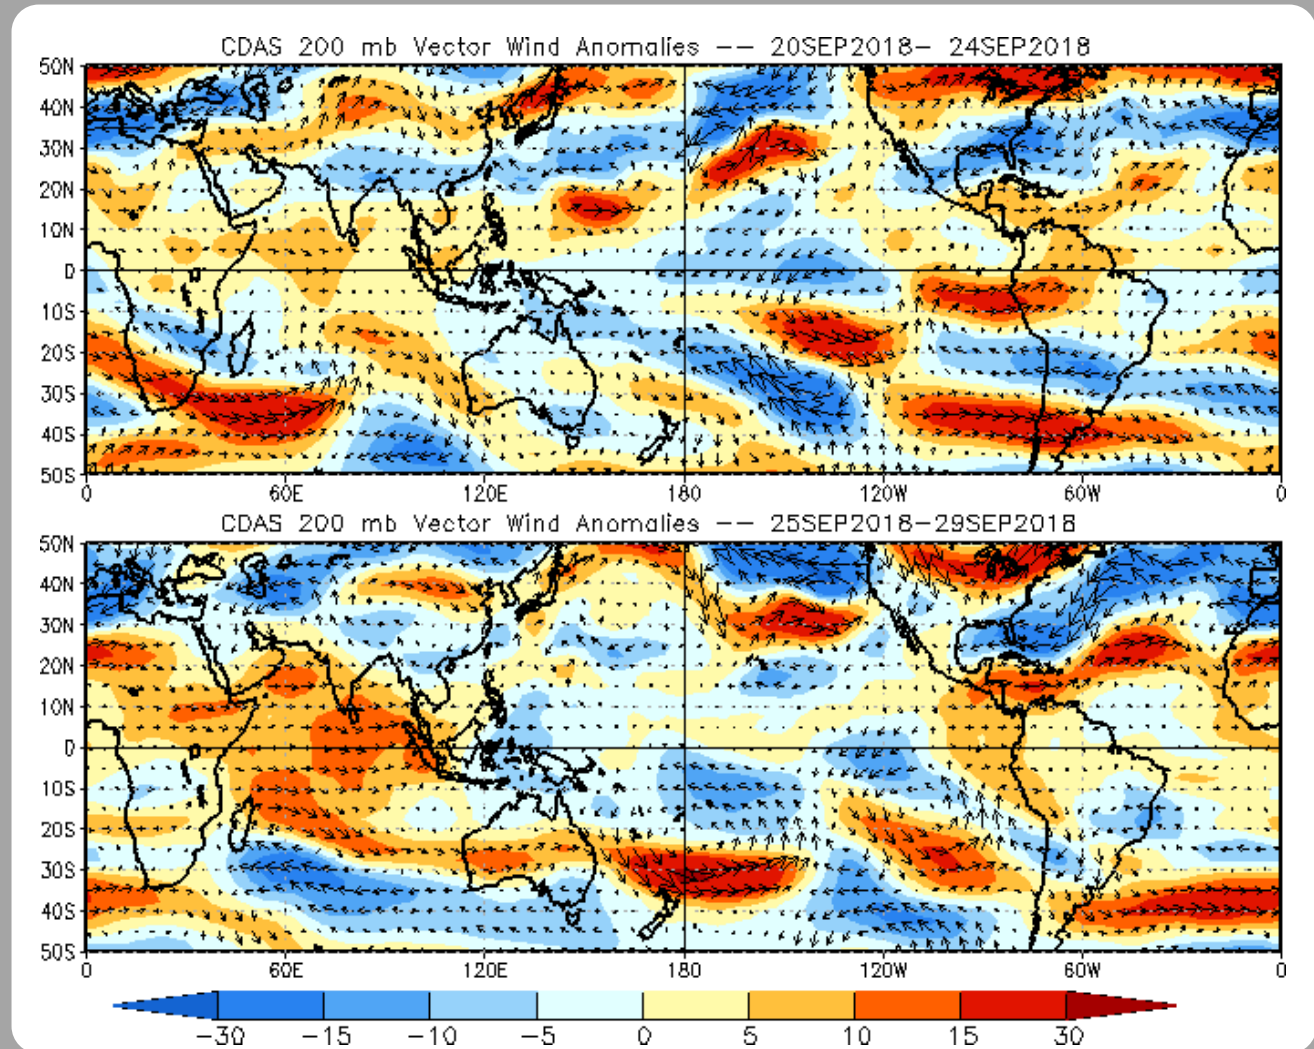 CDAS 200 mb Vector Wind Anomalies -- 20SEP2018- 24SEP2018
50N
40N
30N
20N
10N
0
10S
20S
30S
40S
50S
0 60E 120E 180 120W 60W 0
CDAS 200 mb Vector Wind Anomalies -- 25SEP2018-29SEP2018
50N
40N
30N
20N
10N
0
10S
20S
30S
40S
50S
0 60E 120E 180 120W 60W 0
-30 -15 -10 -5 0 5 10 15 30